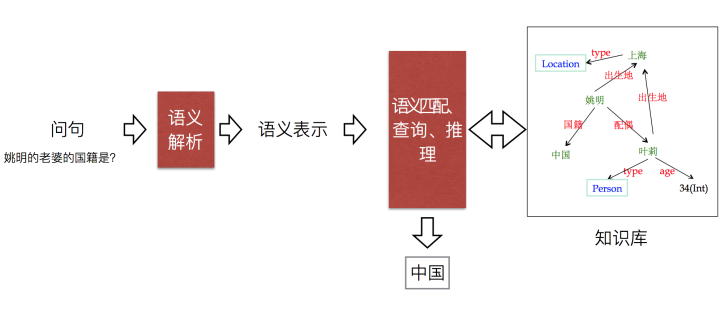 问句
姚明的老婆的国籍是?
语义
解析
语义表示
语义匹配、
查询、推
理
中国
type
上海
Location
出生地
姚明
出生地
国籍
配偶
中国
叶莉
type
age
Person
34(Int)
知识库